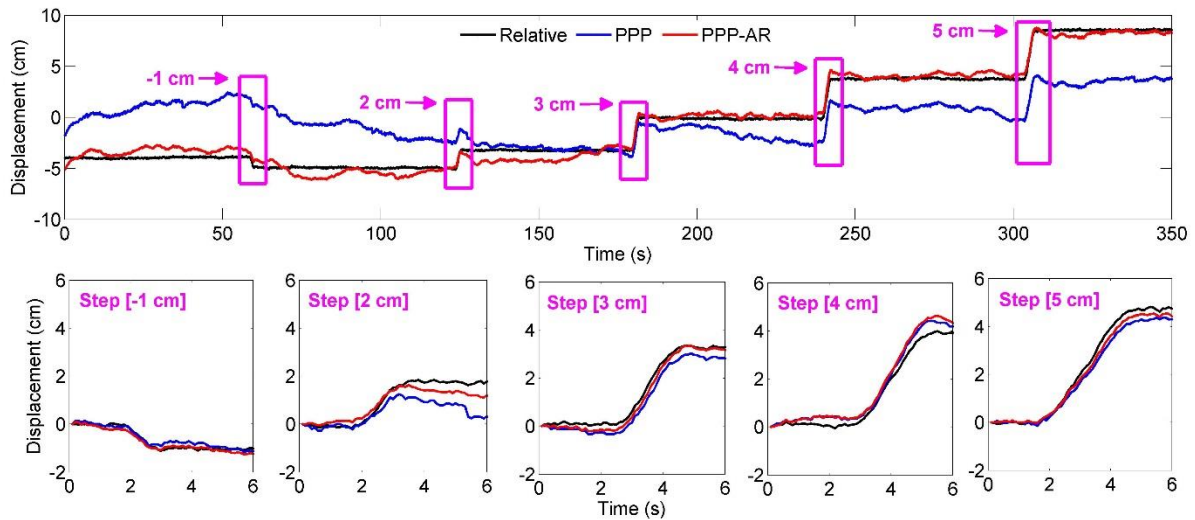 Displacement (cm)
10
5
0
-5
-10
Relative PPP PPP-AR
-1 cm
2 cm
3 cm
4 cm
5 cm
0 50 100 150 200 250 300 350
Time (s)
Displacement (cm)
6
4
2
0
-2
Step [-1 cm]
0 2 4 6
6
4
2
0
-2
Step [2 cm]
0 2 4 6
6
4
2
0
-2
Step [3 cm]
0 2 4 6
6
4
2
0
-2
Step [4 cm]
0 2 4 6
6
4
2
0
-2
Step [5 cm]
0 2 4 6
Time (s)